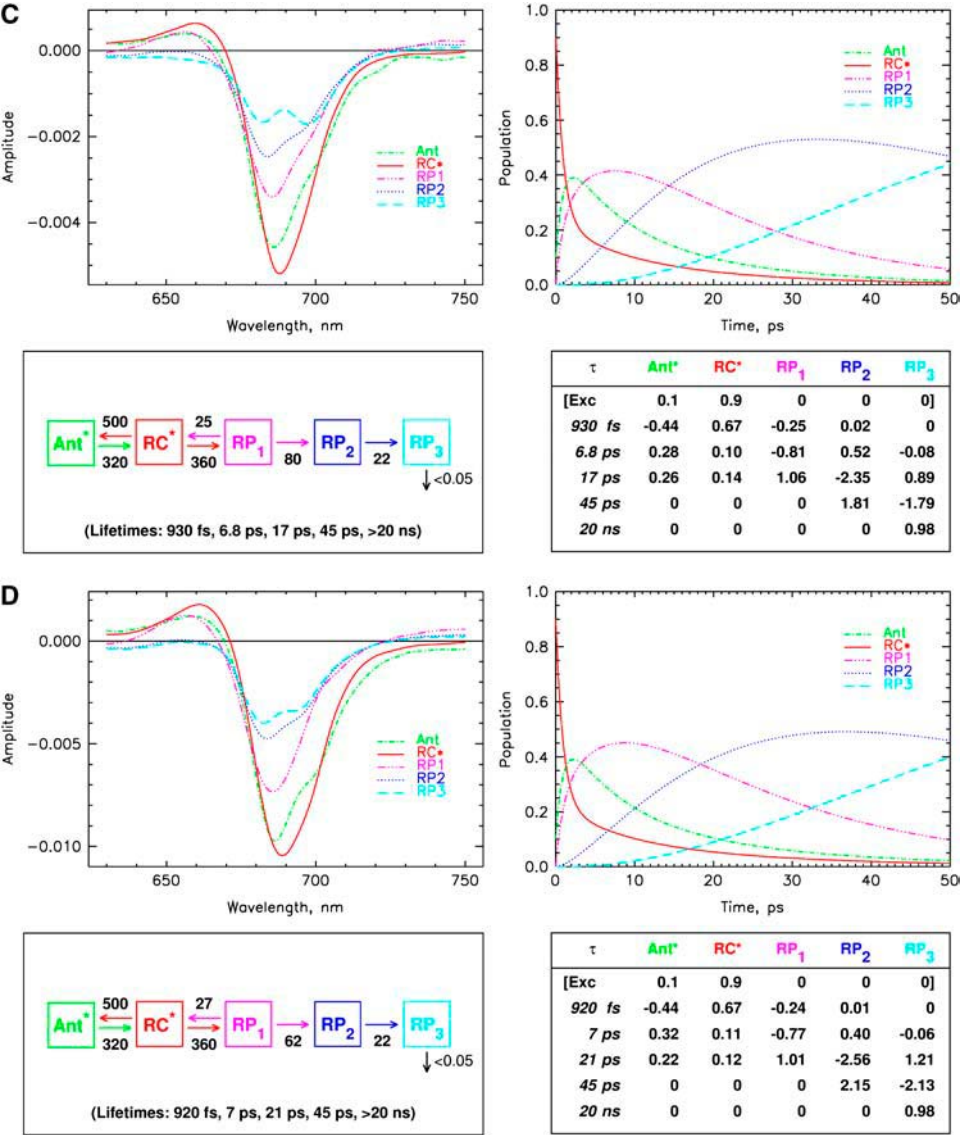 C
0.000
−0.002
−0.004
Amplitude
Ant
RC*
RP1
RP2
RP3
650
700
750
Wavelength, nm
1.0
0.8
0.6
0.4
0.2
0.0
Population
Ant
RC*
RP1
RP2
RP3
0
10
20
30
40
50
Time, ps
500
25
Ant*
RC*
RP1
RP2
RP3
320
360
80
22
<0.05
(Lifetimes: 930 fs, 6.8 ps, 17 ps, 45 ps, >20 ns)
τ Ant* RC* RP1 RP2 RP3
[Exc 0.1 0.9 0 0 0]
930 fs -0.44 0.67 -0.25 0.02 0
6.8 ps 0.28 0.10 -0.81 0.52 -0.08
17 ps 0.26 0.14 1.06 -2.35 0.89
45 ps 0 0 0 1.81 -1.79
20 ns 0 0 0 0 0.98
D
0.000
−0.005
−0.010
Amplitude
Ant
RC*
RP1
RP2
RP3
650
700
750
Wavelength, nm
1.0
0.8
0.6
0.4
0.2
0.0
Population
Ant
RC*
RP1
RP2
RP3
0
10
20
30
40
50
Time, ps
500
27
Ant*
RC*
RP1
RP2
RP3
320
360
62
22
<0.05
(Lifetimes: 920 fs, 7 ps, 21 ps, 45 ps, >20 ns)
τ Ant* RC* RP1 RP2 RP3
[Exc 0.1 0.9 0 0 0]
920 fs -0.44 0.67 -0.24 0.01 0
7 ps 0.32 0.11 -0.77 0.40 -0.06
21 ps 0.22 0.12 1.01 -2.56 1.21
45 ps 0 0 0 2.15 -2.13
20 ns 0 0 0 0 0.98